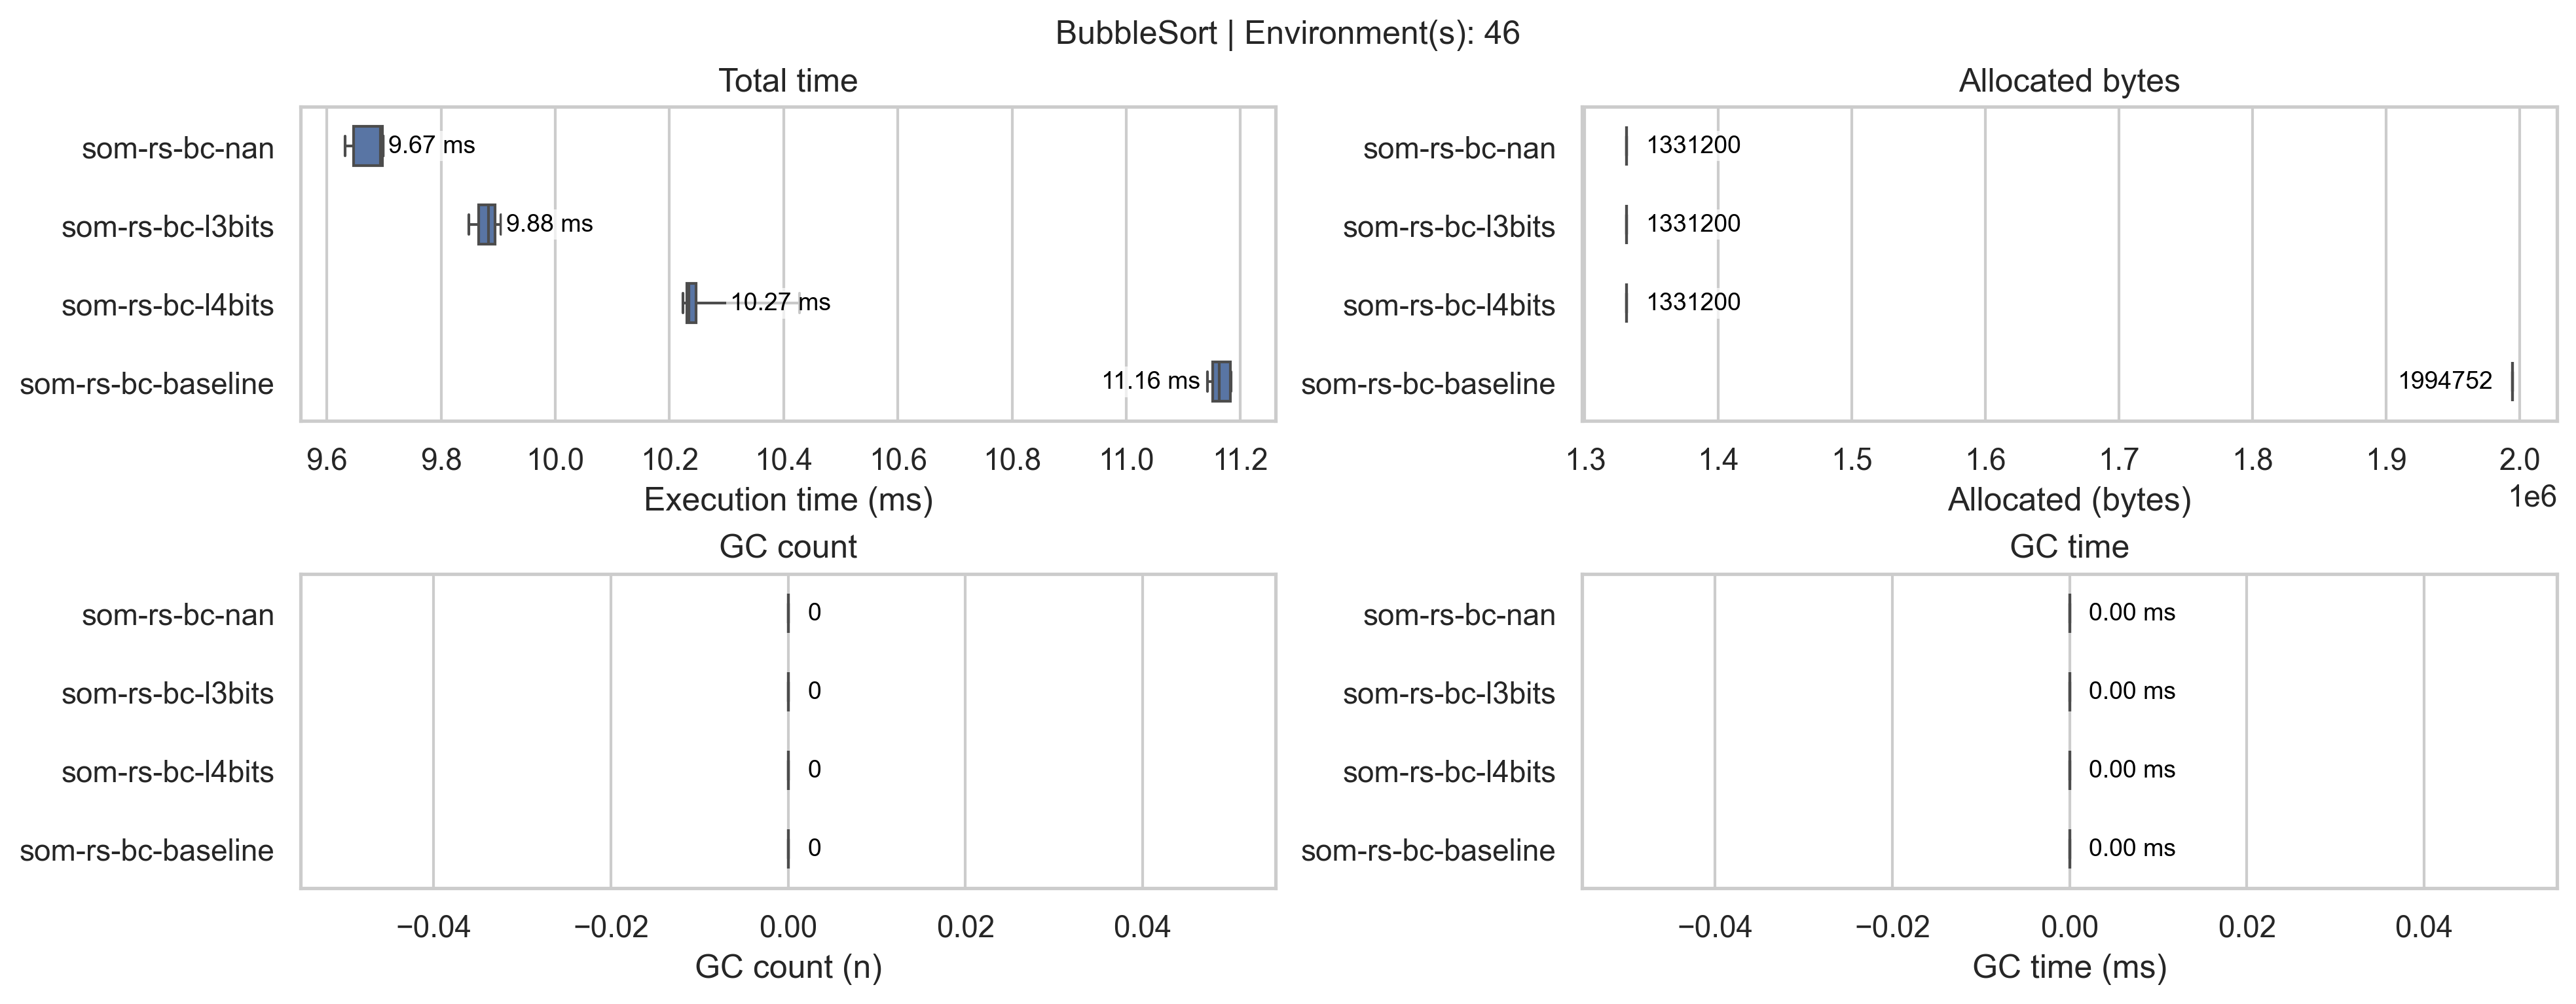 BubbleSort | Environment(s): 46
Total time
som-rs-bc-nan
9.67 ms
som-rs-bc-l3bits
9.88 ms
som-rs-bc-l4bits
10.27 ms
som-rs-bc-baseline
11.16 ms
9.6 9.8 10.0 10.2 10.4 10.6 10.8 11.0 11.2
Execution time (ms)
Allocated bytes
som-rs-bc-nan
1331200
som-rs-bc-l3bits
1331200
som-rs-bc-l4bits
1331200
som-rs-bc-baseline
1994752
1.3 1.4 1.5 1.6 1.7 1.8 1.9 2.0
1e6
Allocated (bytes)
GC count
som-rs-bc-nan
0
som-rs-bc-l3bits
0
som-rs-bc-l4bits
0
som-rs-bc-baseline
0
−0.04 −0.02 0.00 0.02 0.04
GC count (n)
GC time
som-rs-bc-nan
0.00 ms
som-rs-bc-l3bits
0.00 ms
som-rs-bc-l4bits
0.00 ms
som-rs-bc-baseline
0.00 ms
−0.04 −0.02 0.00 0.02 0.04
GC time (ms)